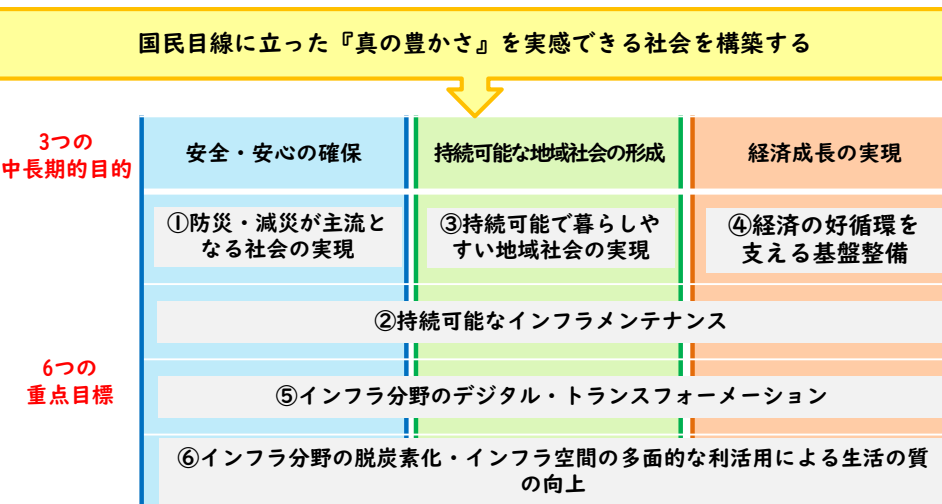 国民目線に立った『真の豊かさ』を実感できる社会を構築する
3つの
中長期的目的
安全・安心の確保
持続可能な地域社会の形成
経済成長の実現
①防災・減災が主流と
なる社会の実現
③持続可能で暮らしや
すい地域社会の実現
④経済の好循環を
支える基盤整備
②持続可能なインフラメンテナンス
6つの
重点目標
⑤インフラ分野のデジタル・トランスフォーメーション
⑥インフラ分野の脱炭素化・インフラ空間の多面的な利活用による生活の質
の向上